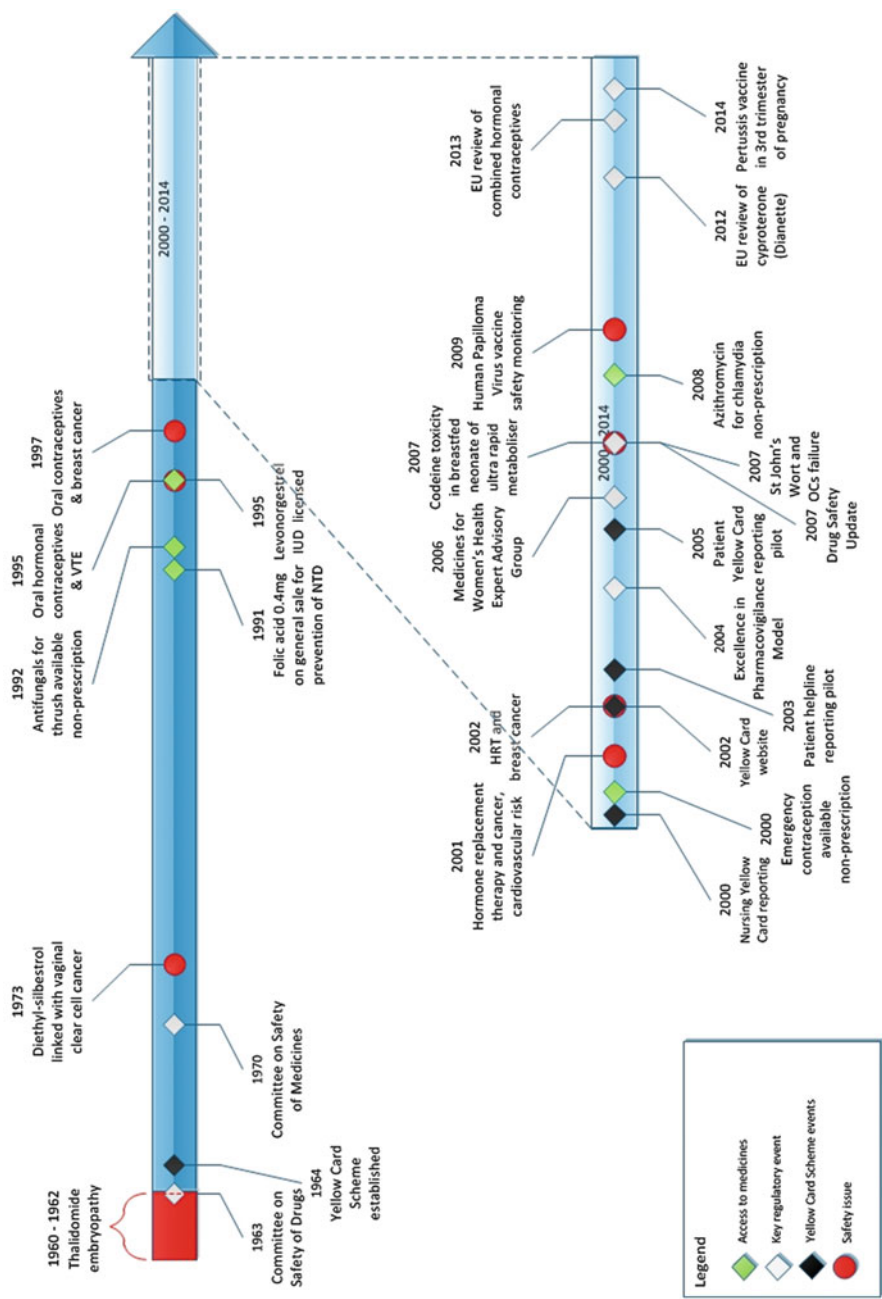 1960 - 1962
Thalidomide
embryopathy
1963
Committee on
Safety of Drugs
1964
Yellow Card
Scheme
established
1970
Committee on Safety
of Medicines
1973
Diethyl-silbestrol
linked with vaginal
clear cell cancer
1991
Folic acid 0.4mg
on general sale for
prevention of NTD
1992
Antifungals for
thrush available
non-prescription
1995
Oral hormonal
contraceptives
& VTE
1995
Levonorgestrel
IUD licensed
1997
Oral contraceptives
& breast cancer
2000 - 2014
2000
Nursing Yellow
Card reporting
2000
Emergency
contraception
available
non-prescription
2001
Hormone replacement
therapy and cancer,
cardiovascular risk
2002
HRT and
breast cancer
2002
Yellow Card
website
2003
Patient helpline
reporting pilot
2004
Excellence in
Pharmacovigilance
Model
2005
Patient
Yellow Card
reporting
pilot
2006
Medicines for
Women's Health
Expert Advisory
Group
2007
Codeine toxicity
in breastfed
neonate of
ultra rapid
metaboliser
2000 - 2014
2007
Drug Safety
Update
2007
St John's
Wort and
OCs failure
2008
Azithromycin
for chlamydia
non-prescription
2009
Human Papilloma
Virus vaccine
safety monitoring
2012
EU review of
cyproterone
(Dianette)
2013
EU review of
combined hormonal
contraceptives
2014
Pertussis vaccine
in 3rd trimester
of pregnancy
Legend
Access to medicines
Key regulatory event
Yellow Card Scheme events
Safety issue